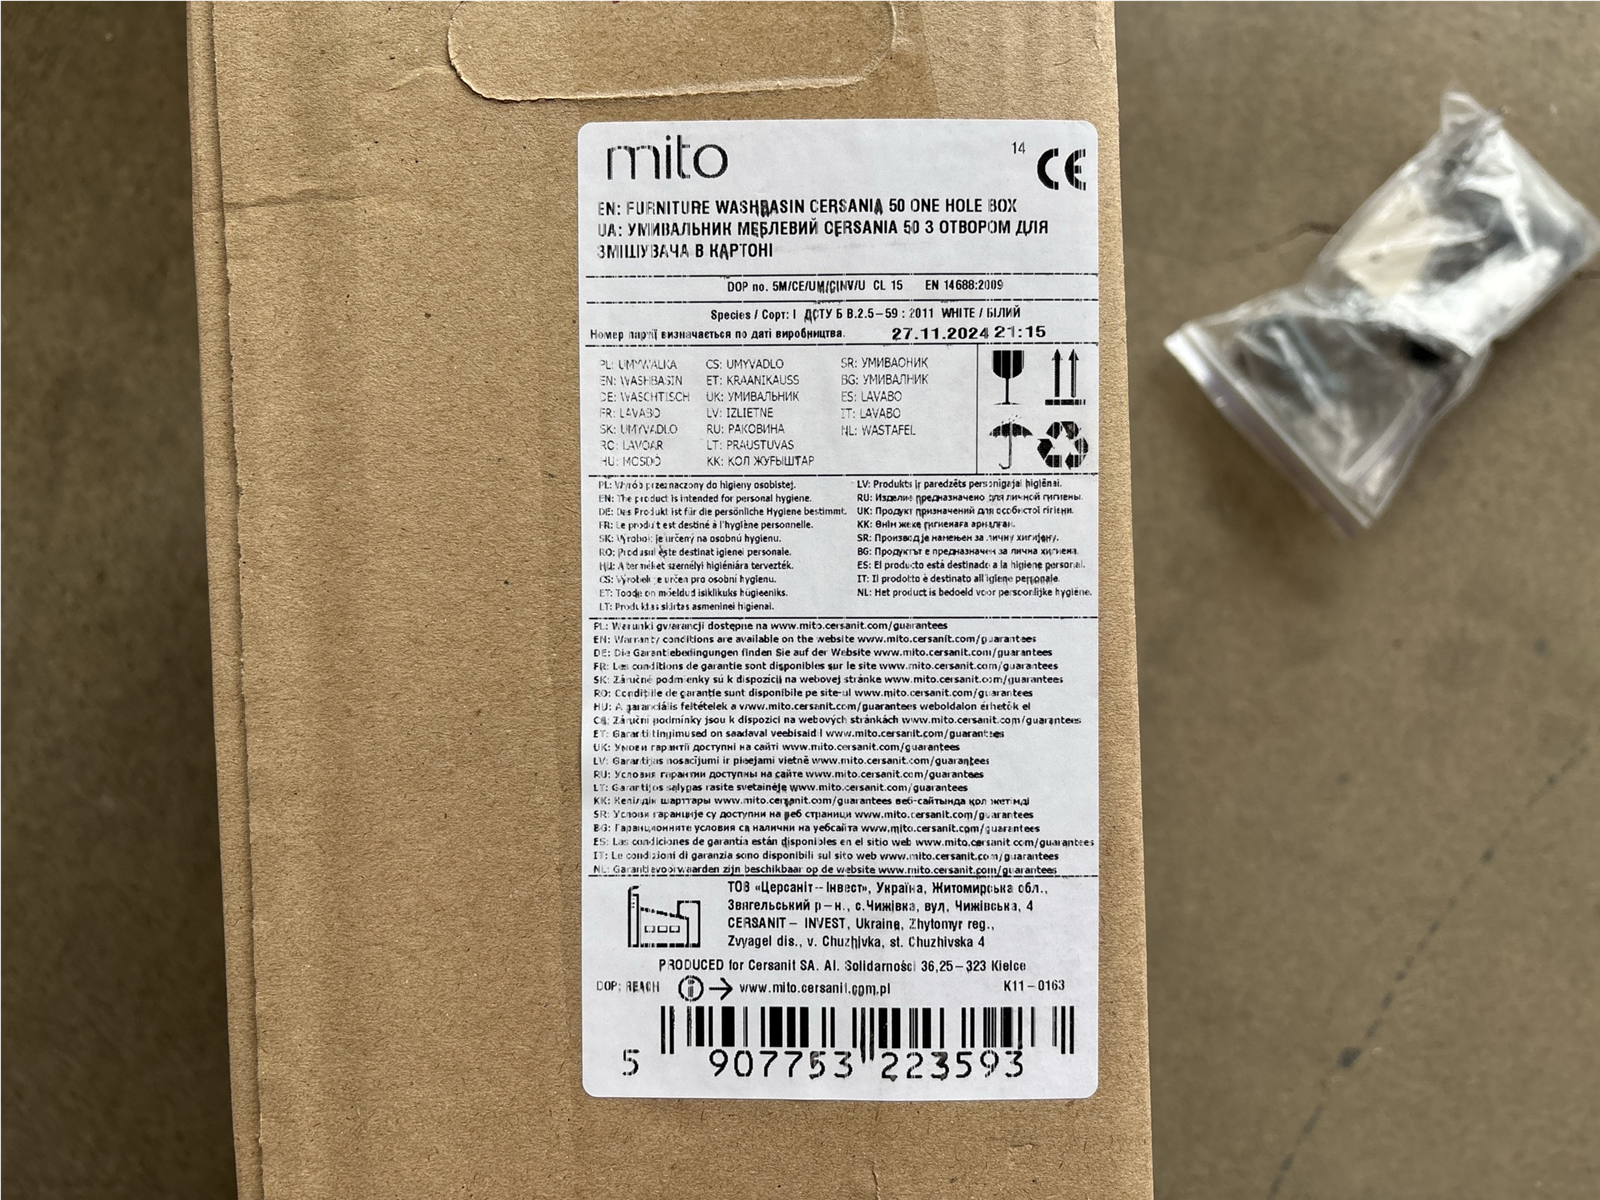 mito
14 CE
EN: FURNITURE WASHBASIN CERSANIA 50 ONE HOLE BOX
UA: УМИВАЛЬНИК МЕБЛЕВИЙ CERSANIA 50 З ОТВОРОМ ДЛЯ
ЗМІШУВАЧА В КАРТОНІ
DOP no. 5M/CE/UM/CINV/U CL 15 EN 14688:2009
Species / Сорт: I ДСТУ Б В.2.5–59 : 2011 WHITE / БІЛИЙ
Номер партії визначається по даті виробництва. 27.11.2024 21:15
PL: UMYWALKA CS: UMYVADLO SR: УМИВАОНИК
EN: WASHBASIN ET: KRAANIKAUSS BG: УМИВАЛНИК
DE: WASCHTISCH UK: УМИВАЛЬНИК ES: LAVABO
FR: LAVABO LV: IZLIETNE IT: LAVABO
SK: UMYVADLO RU: РАКОВИНА NL: WASTAFEL
RO: LAVOAR LT: PRAUSTUVAS
HU: MOSDO KK: КОЛ ЖУҒЫШТАР
PL: Wyrób przeznaczony do higieny osobistej.
EN: The product is intended for personal hygiene.
DE: Das Produkt ist für die persönliche Hygiene bestimmt.
FR: Le produit est destiné à l'hygiène personnelle.
SK: Výrobok je určený na osobnú hygienu.
RO: Produsul este destinat igienei personale.
HU: A terméket személyi higiéniára tervezték.
CS: Výrobek je určen pro osobní hygienu.
ET: Toode on mõeldud isiklikuks hügieeniks.
LT: Produktas skirtas asmeninei higienai.
LV: Produkts ir paredzēts personīgajai higiēnai.
RU: Изделие предназначено для личной гигиены.
UK: Продукт призначений для особистої гігієни.
KK: Өнім жеке гигиенаға арналған.
SR: Производ је намењен за личну хигијену.
BG: Продуктът е предназначен за лична хигиена.
ES: El producto está destinado a la higiene personal.
IT: Il prodotto è destinato all'igiene personale.
NL: Het product is bedoeld voor persoonlijke hygiëne.
PL: Warunki gwarancji dostępne na www.mito.cersanit.com/guarantees
EN: Warranty conditions are available on the website www.mito.cersanit.com/guarantees
DE: Die Garantiebedingungen finden Sie auf der Website www.mito.cersanit.com/guarantees
FR: Les conditions de garantie sont disponibles sur le site www.mito.cersanit.com/guarantees
SK: Záručné podmienky sú k dispozícii na webovej stránke www.mito.cersanit.com/guarantees
RO: Condițiile de garanție sunt disponibile pe site-ul www.mito.cersanit.com/guarantees
HU: A garanciális feltételek a www.mito.cersanit.com/guarantees weboldalon érhetők el
CS: Záruční podmínky jsou k dispozici na webových stránkách www.mito.cersanit.com/guarantees
ET: Garantiitingimused on saadaval veebisaidil www.mito.cersanit.com/guarantees
UK: Умови гарантії доступні на сайті www.mito.cersanit.com/guarantees
LV: Garantijas nosacījumi ir pieejami vietnē www.mito.cersanit.com/guarantees
RU: Условия гарантии доступны на сайте www.mito.cersanit.com/guarantees
LT: Garantijos sąlygas rasite svetainėje www.mito.cersanit.com/guarantees
KK: Кепілдік шарттары www.mito.cersanit.com/guarantees веб-сайтында қол жетімді
SR: Услови гаранције су доступни на веб страници www.mito.cersanit.com/guarantees
BG: Гаранционните условия са налични на уебсайта www.mito.cersanit.com/guarantees
ES: Las condiciones de garantía están disponibles en el sitio web www.mito.cersanit.com/guarantees
IT: Le condizioni di garanzia sono disponibili sul sito web www.mito.cersanit.com/guarantees
NL: Garantievoorwaarden zijn beschikbaar op de website www.mito.cersanit.com/guarantees
ТОВ «Церсаніт–Інвест», Україна, Житомирська обл.,
Звягельський р–н., с.Чижівка, вул. Чижівська, 4
CERSANIT – INVEST, Ukraine, Zhytomyr reg.,
Zvyagel dis., v. Chuzhivka, st. Chuzhivska 4
PRODUCED for Cersanit SA. Al. Solidarności 36,25–323 Kielce
DOP; REACH www.mito.cersanit.com.pl K11–0163
5 907753 223593